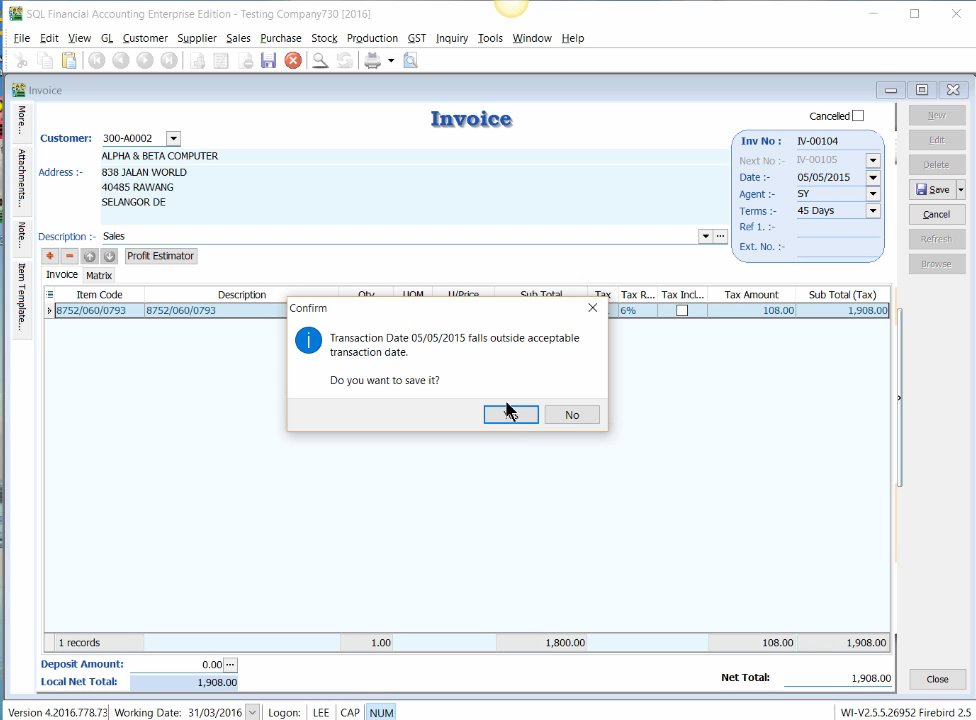 SQL Financial Accounting Enterprise Edition - Testing Company730 [2016]
File Edit View GL Customer Supplier Sales Purchase Stock Production GST Inquiry Tools Window Help
Invoice
More...
Attachments...
Note...
Item Template...
Invoice
Cancelled
Customer: 300-A0002
ALPHA & BETA COMPUTER
Address :- 838 JALAN WORLD
40485 RAWANG
SELANGOR DE
Description :- Sales
Inv No : IV-00104
Next No :- IV-00105
Date :- 05/05/2015
Agent :- SY
Terms :- 45 Days
Ref 1. :-
Ext. No. :-
New
Edit
Delete
Save
Cancel
Refresh
Browse
Profit Estimator
Invoice Matrix
Item Code Description Qty UOM U/Price Sub Total Tax Tax R... Tax Incl... Tax Amount Sub Total (Tax)
8752/060/0793 8752/060/0793 6% 108.00 1,908.00
Confirm
Transaction Date 05/05/2015 falls outside acceptable
transaction date.
Do you want to save it?
No
1 records 1.00 1,800.00 108.00 1,908.00
Deposit Amount: 0.00
Local Net Total: 1,908.00
Net Total: 1,908.00
Close
Version 4.2016.778.73 Working Date: 31/03/2016 Logon: LEE CAP NUM WI-V2.5.5.26952 Firebird 2.5